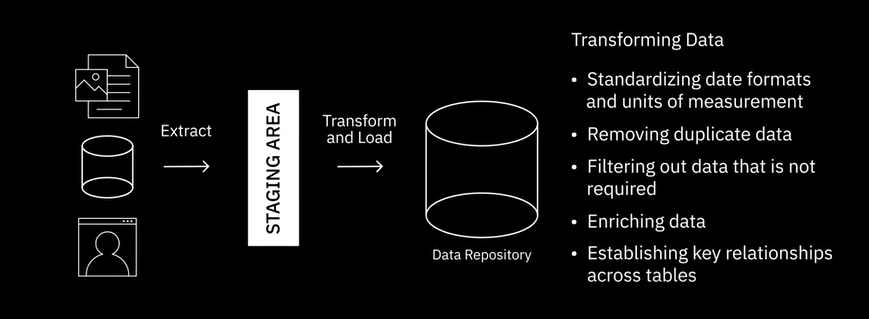 Extract
STAGING AREA
Transform
and Load
Data Repository
Transforming Data
• Standardizing date formats
and units of measurement
• Removing duplicate data
• Filtering out data that is not
required
• Enriching data
• Establishing key relationships
across tables